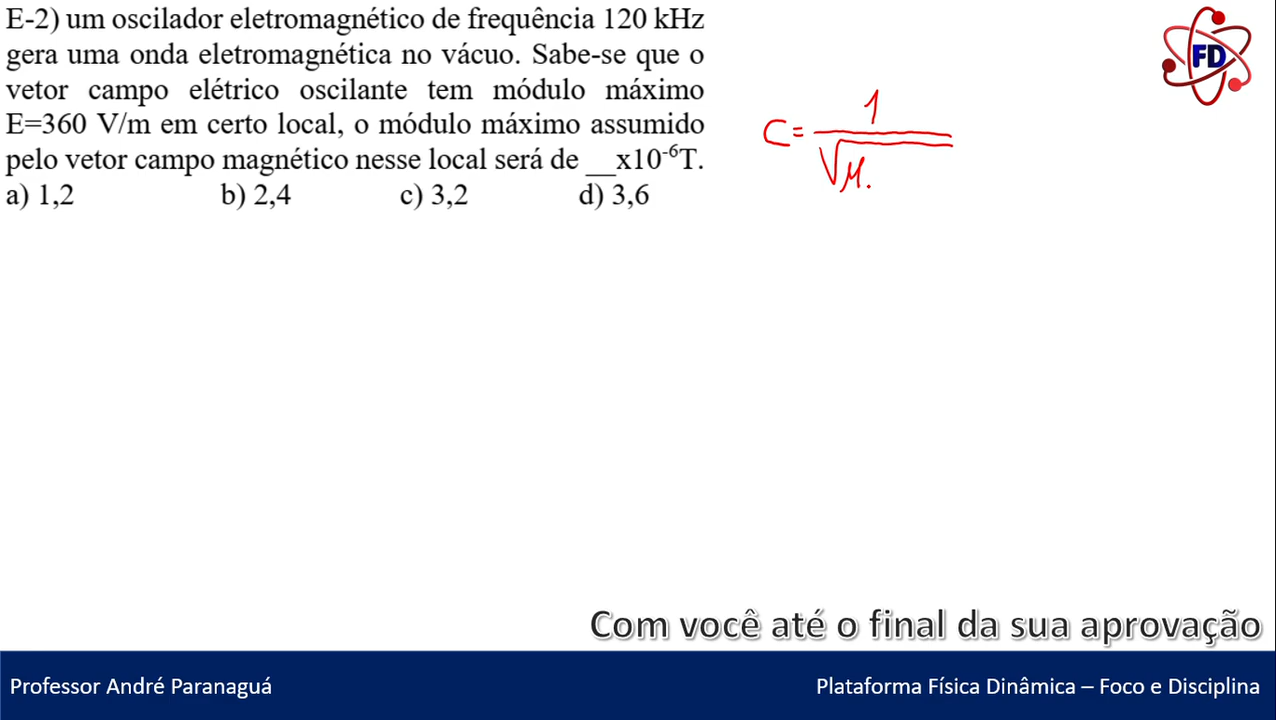 E-2) um oscilador eletromagnético de frequência 120 kHz
gera uma onda eletromagnética no vácuo. Sabe-se que o
vetor campo elétrico oscilante tem módulo máximo
E=360 V/m em certo local, o módulo máximo assumido
pelo vetor campo magnético nesse local será de __x10⁻⁶T.
a) 1,2 b) 2,4 c) 3,2 d) 3,6
C= 1
√μ.
FD
Com você até o final da sua aprovação
Professor André Paranaguá
Plataforma Física Dinâmica – Foco e Disciplina